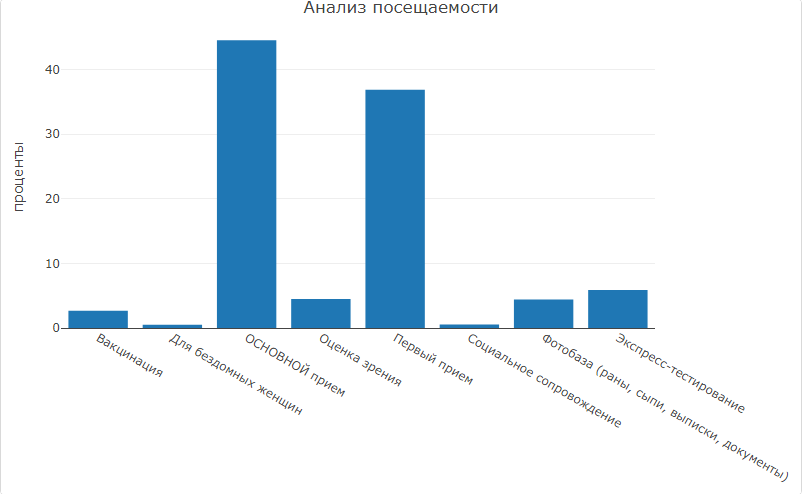 Анализ посещаемости
проценты
40
30
20
10
0
Вакцинация
Для бездомных женщин
ОСНОВНОЙ прием
Оценка зрения
Первый прием
Социальное сопровождение
Фотобаза (раны, сыпи, выписки, документы)
Экспресс-тестирование